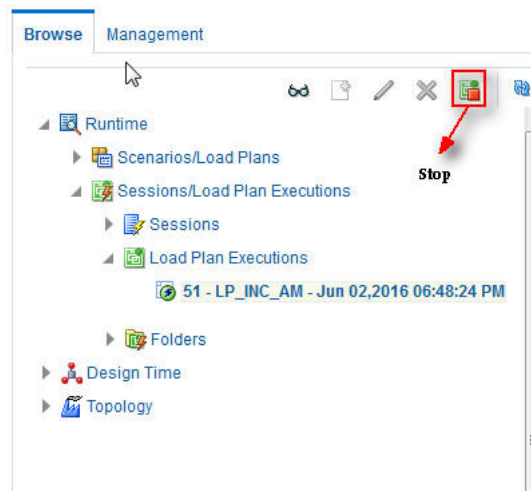 Browse Management
Stop
Runtime
Scenarios/Load Plans
Sessions/Load Plan Executions
Sessions
Load Plan Executions
51 - LP_INC_AM - Jun 02,2016 06:48:24 PM
Folders
Design Time
Topology